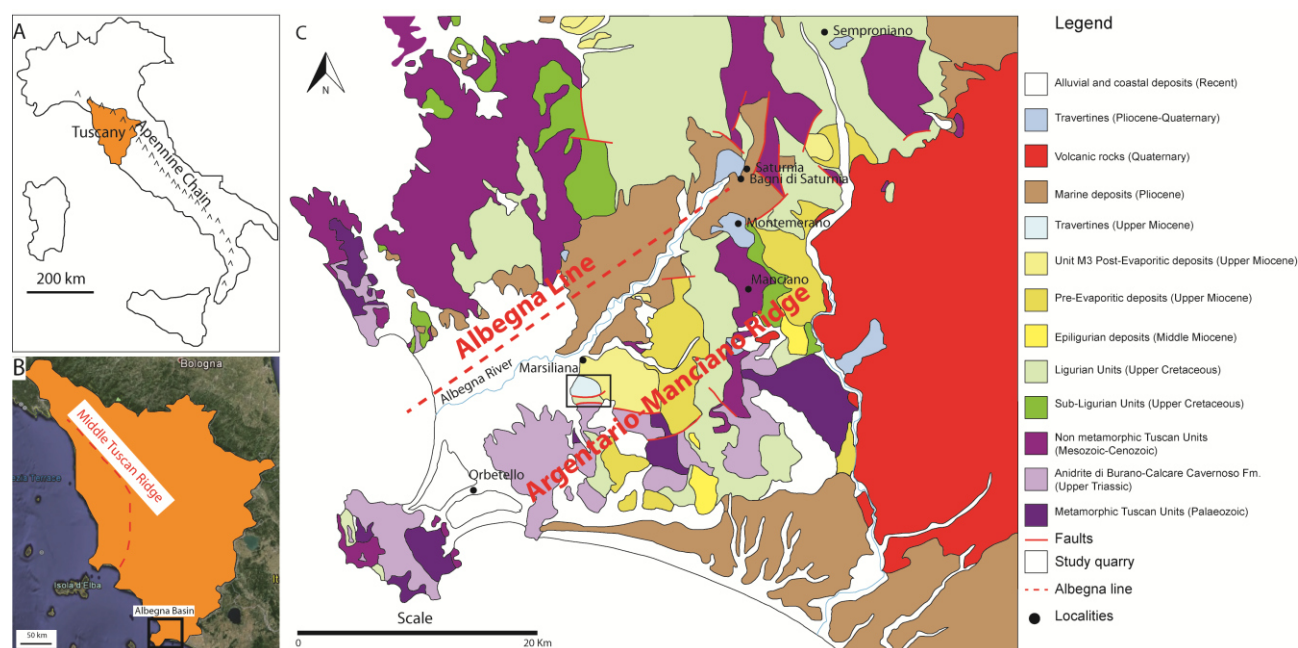 A
Tuscany
Apennine Chain
200 km
B
Bologna
Middle Tuscan Ridge
Isola d'Elba
Albegna Basin
50 km
C
N
Semproniano
Saturnia
Bagni di Saturnia
Montemerano
Manciano
Albegna Line
Albegna River
Marsiliana
Argentario-Manciano Ridge
Orbetello
Scale
0
20 Km
Legend
Alluvial and coastal deposits (Recent)
Travertines (Pliocene-Quaternary)
Volcanic rocks (Quaternary)
Marine deposits (Pliocene)
Travertines (Upper Miocene)
Unit M3 Post-Evaporitic deposits (Upper Miocene)
Pre-Evaporitic deposits (Upper Miocene)
Epiligurian deposits (Middle Miocene)
Ligurian Units (Upper Cretaceous)
Sub-Ligurian Units (Upper Cretaceous)
Non metamorphic Tuscan Units
(Mesozoic-Cenozoic)
Anidrite di Burano-Calcare Cavernoso Fm.
(Upper Triassic)
Metamorphic Tuscan Units (Palaeozoic)
Faults
Study quarry
Albegna line
Localities